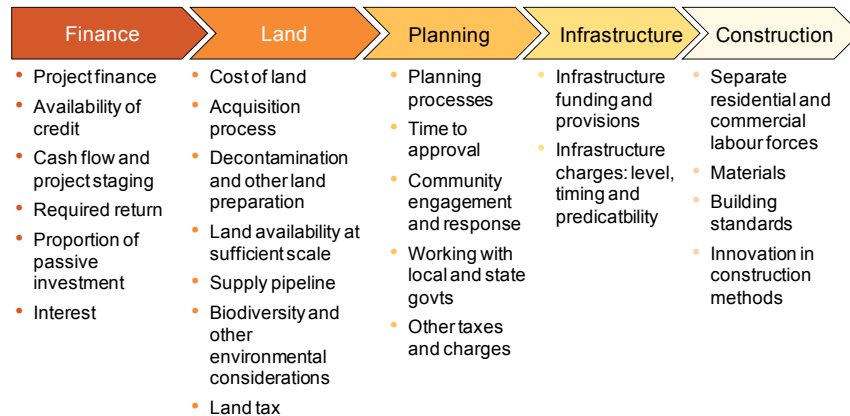 Finance
Land
Planning
Infrastructure
Construction
• Project finance
• Availability of
credit
• Cash flow and
project staging
• Required return
• Proportion of
passive
investment
• Interest
• Cost of land
• Acquisition
process
• Decontamination
and other land
preparation
• Land availability at
sufficient scale
• Supply pipeline
• Biodiversity and
other
environmental
considerations
• Land tax
• Planning
processes
• Time to
approval
• Community
engagement
and response
• Working with
local and state
govts
• Other taxes
and charges
• Infrastructure
funding and
provisions
• Infrastructure
charges: level,
timing and
predicatbility
• Separate
residential and
commercial
labour forces
• Materials
• Building
standards
• Innovation in
construction
methods